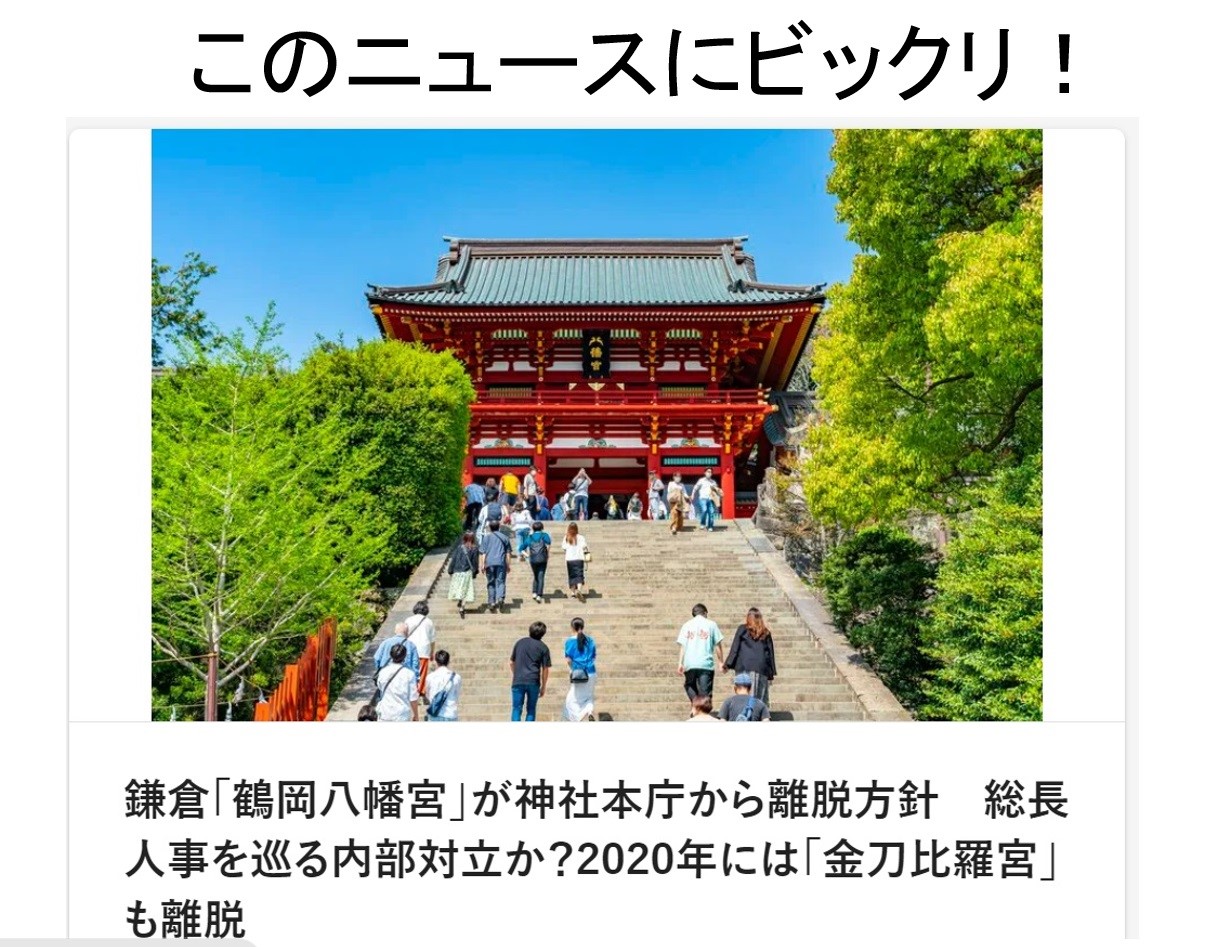 このニュースにビックリ！
八幡宮
鎌倉「鶴岡八幡宮」が神社本庁から離脱方針　総長
人事を巡る内部対立か?2020年には「金刀比羅宮」
も離脱